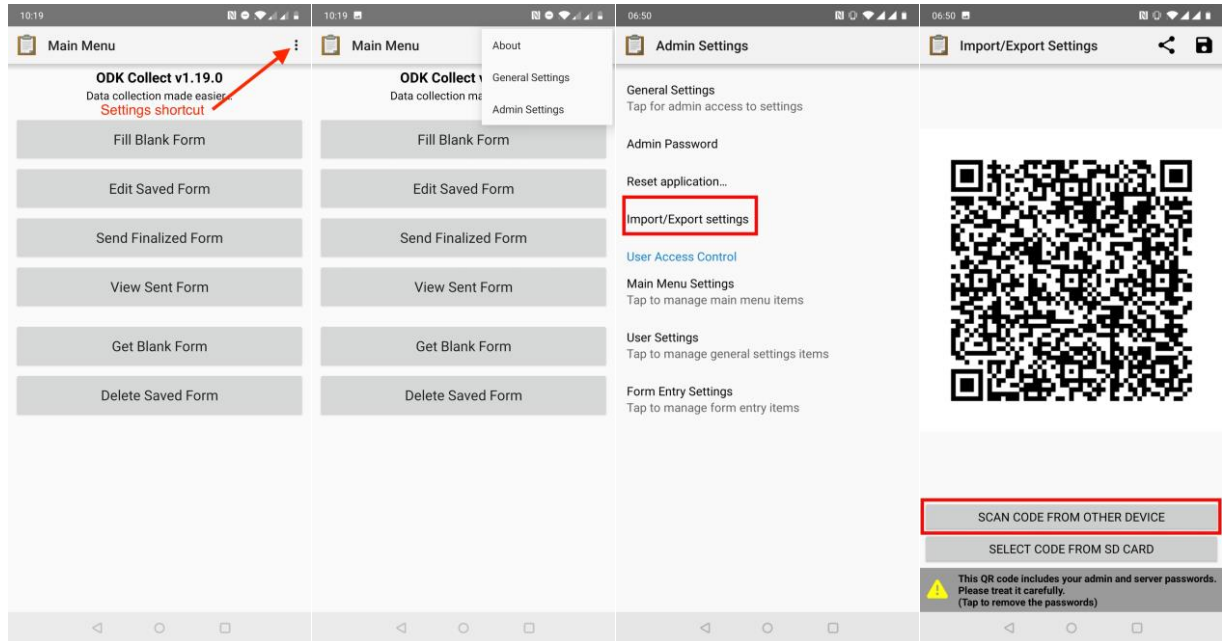 10:19
Main Menu
ODK Collect v1.19.0
Data collection made easier...
Settings shortcut
Fill Blank Form
Edit Saved Form
Send Finalized Form
View Sent Form
Get Blank Form
Delete Saved Form
10:19
Main Menu
About
General Settings
Admin Settings
ODK Collect v
Data collection ma
Fill Blank Form
Edit Saved Form
Send Finalized Form
View Sent Form
Get Blank Form
Delete Saved Form
06:50
Admin Settings
General Settings
Tap for admin access to settings
Admin Password
Reset application...
Import/Export settings
User Access Control
Main Menu Settings
Tap to manage main menu items
User Settings
Tap to manage general settings items
Form Entry Settings
Tap to manage form entry items
06:50
Import/Export Settings
SCAN CODE FROM OTHER DEVICE
SELECT CODE FROM SD CARD
This QR code includes your admin and server passwords.
Please treat it carefully.
(Tap to remove the passwords)